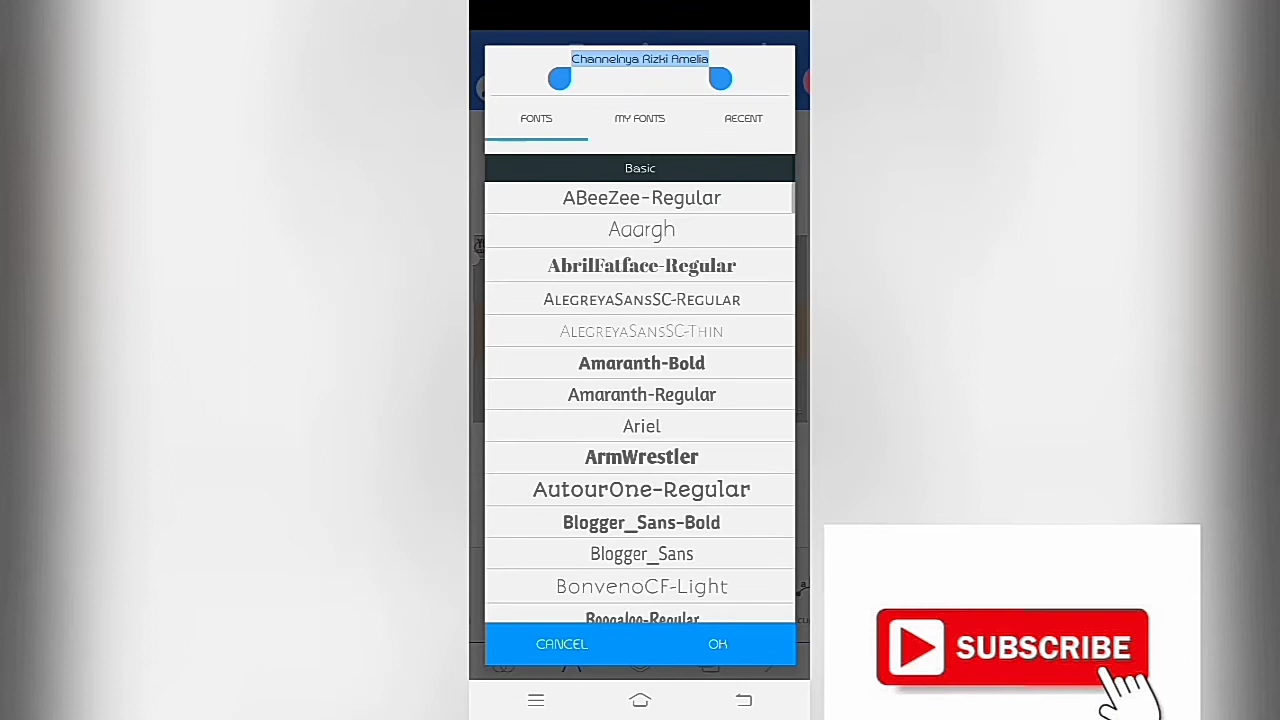 Channelnya Rizki Amelia
FONTS MY FONTS RECENT
Basic
ABeeZee-Regular
Aaargh
AbrilFatface-Regular
AlegreyaSansSC-Regular
AlegreyaSansSC-Thin
Amaranth-Bold
Amaranth-Regular
Ariel
ArmWrestler
AutourOne-Regular
Blogger_Sans-Bold
Blogger_Sans
BonvenoCF-Light
Boogaloo-Regular
CANCEL OK
SUBSCRIBE